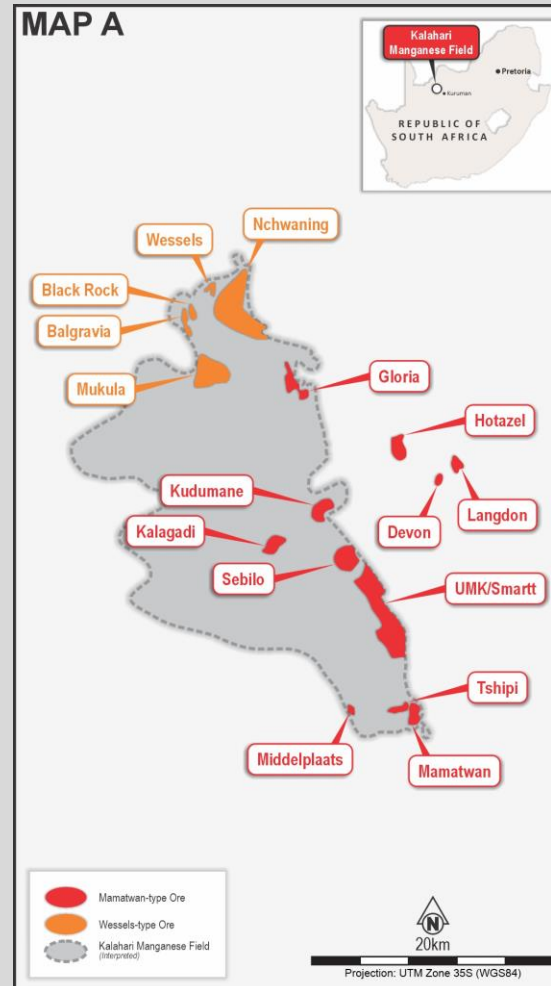 MAP A
Kalahari
Manganese Field
Pretoria
Kuruman
REPUBLIC OF
SOUTH AFRICA
Nchwaning
Wessels
Black Rock
Balgravia
Mukula
Gloria
Hotazel
Kudumane
Langdon
Devon
Kalagadi
Sebilo
UMK/Smartt
Tshipi
Middelplaats
Mamatwan
Mamatwan-type Ore
Wessels-type Ore
Kalahari Manganese Field
(Interpreted)
N
20km
Projection: UTM Zone 35S (WGS84)